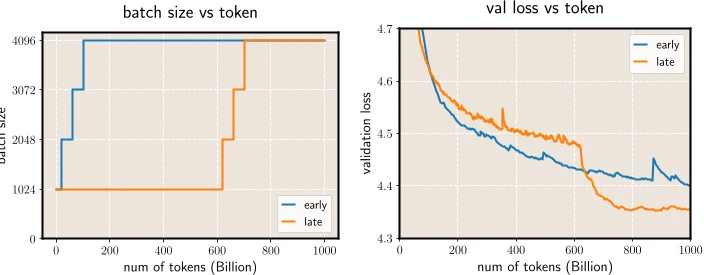 batch size vs token
4096
3072
2048
1024
0
batch size
0 200 400 600 800 1000
num of tokens (Billion)
early
late
val loss vs token
4.7
4.6
4.5
4.4
4.3
validation loss
0 200 400 600 800 1000
num of tokens (Billion)
early
late